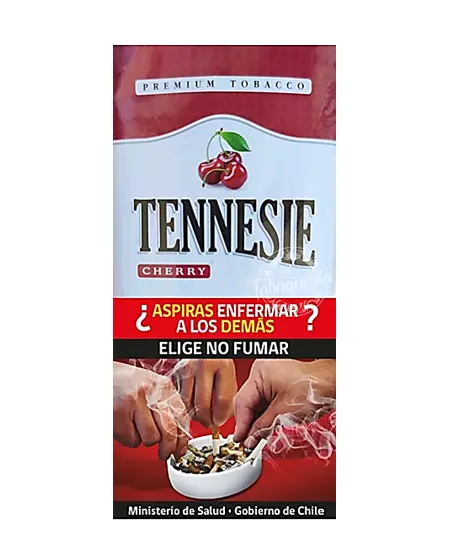 PREMIUM TOBACCO
TENNESIE
CHERRY
¿ ASPIRAS ENFERMAR
A LOS DEMÁS ?
ELIGE NO FUMAR
Ministerio de Salud · Gobierno de Chile